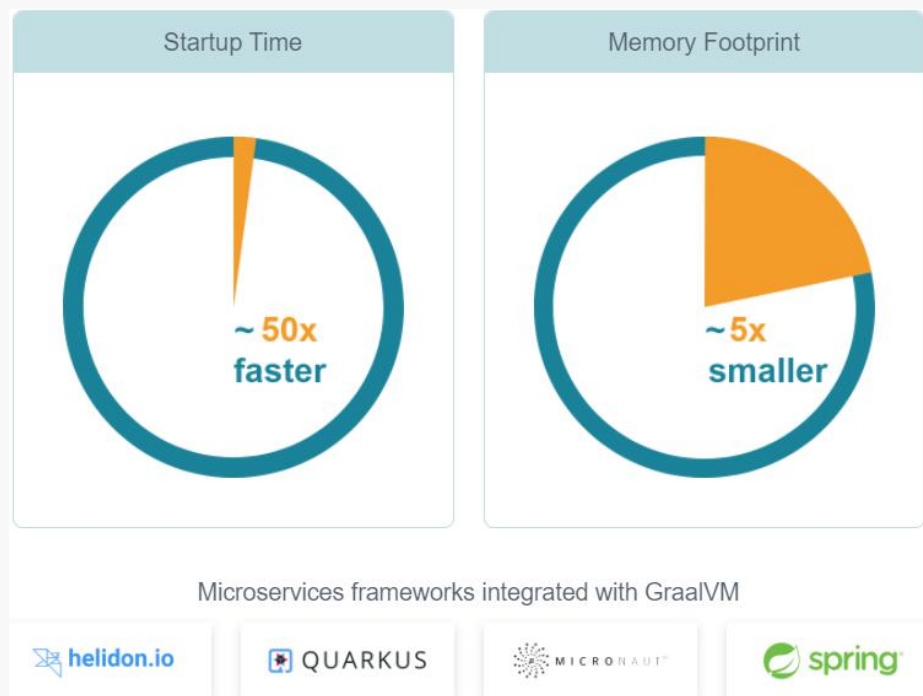 Startup Time
Memory Footprint
~ 50x
faster
~ 5x
smaller
Microservices frameworks integrated with GraalVM
helidon.io
QUARKUS
MICRONAUT
spring